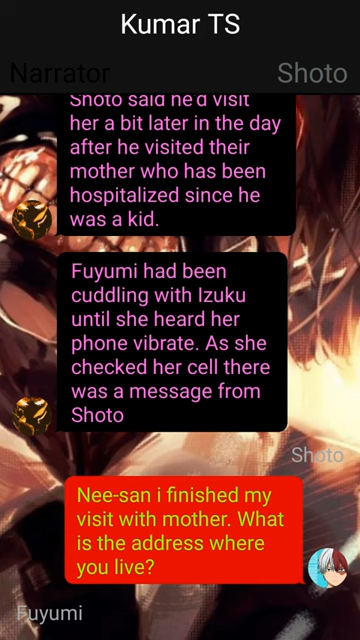 Kumar TS
Narrator
Shoto
Shoto said he'd visit
her a bit later in the day
after he visited their
mother who has been
hospitalized since he
was a kid.
Fuyumi had been
cuddling with Izuku
until she heard her
phone vibrate. As she
checked her cell there
was a message from
Shoto
Shoto
Nee-san i finished my
visit with mother. What
is the address where
you live?
Fuyumi